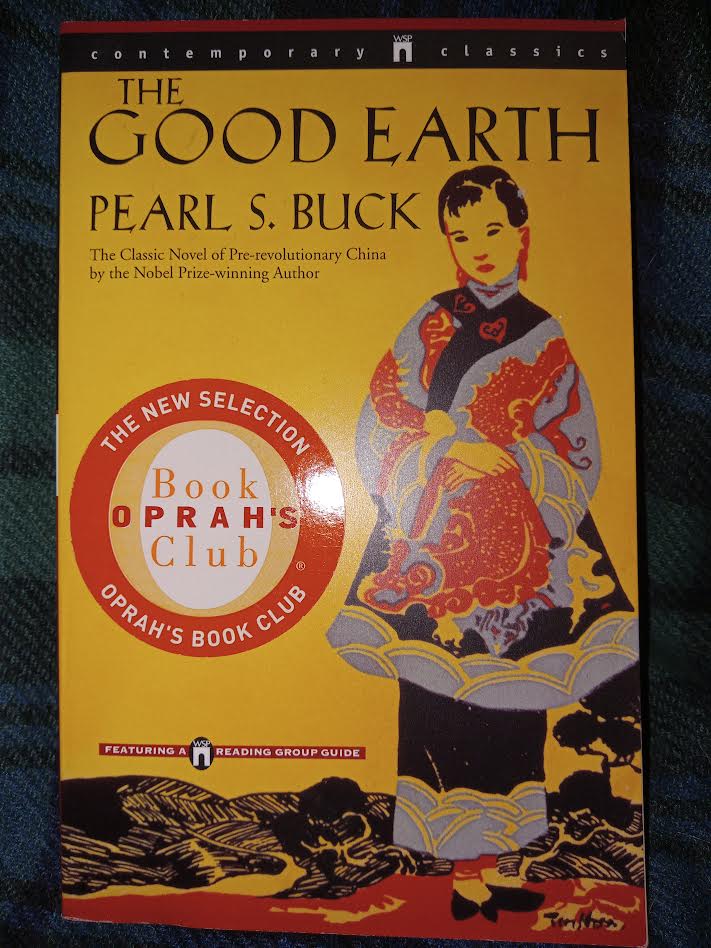 contemporary WSP classics
THE
GOOD EARTH
PEARL S. BUCK
The Classic Novel of Pre-revolutionary China
by the Nobel Prize-winning Author
THE NEW SELECTION
Book
OPRAH'S
Club
®
OPRAH'S BOOK CLUB
FEATURING A WSP READING GROUP GUIDE